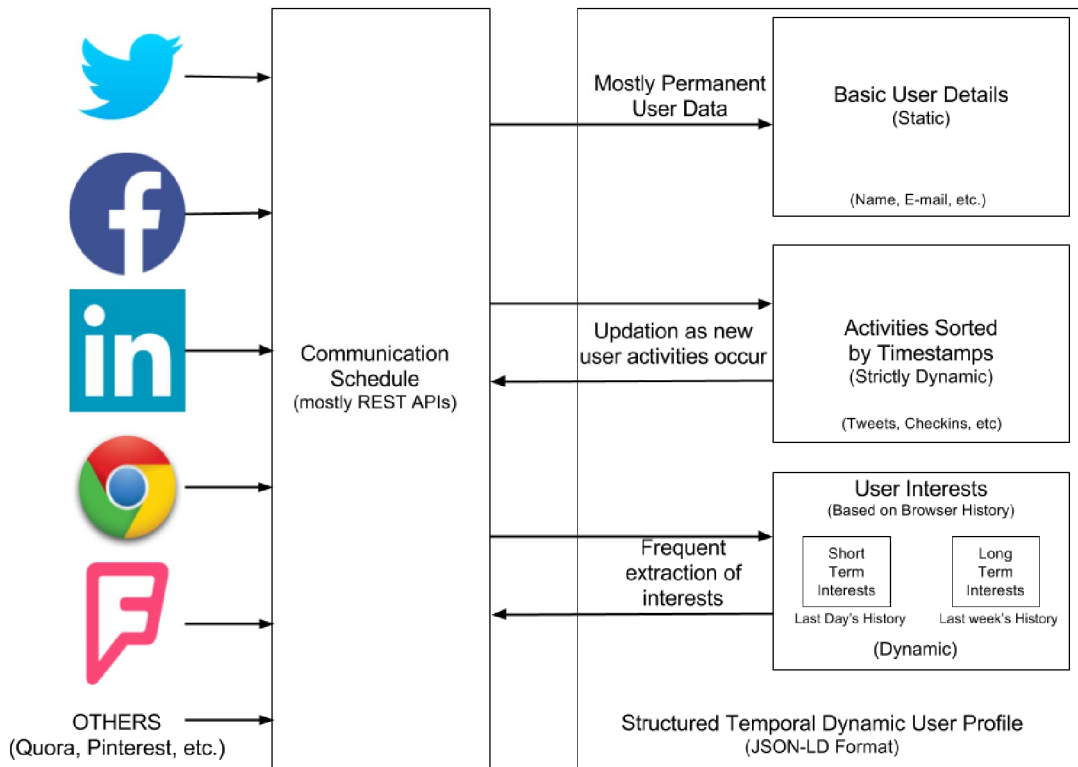 in
OTHERS
(Quora, Pinterest, etc.)
Communication
Schedule
(mostly REST APIs)
Mostly Permanent
User Data
Updation as new
user activities occur
Frequent
extraction of
interests
Basic User Details
(Static)
(Name, E-mail, etc.)
Activities Sorted
by Timestamps
(Strictly Dynamic)
(Tweets, Checkins, etc)
User Interests
(Based on Browser History)
Short
Term
Interests
Last Day's History
Long
Term
Interests
Last week's History
(Dynamic)
Structured Temporal Dynamic User Profile
(JSON-LD Format)